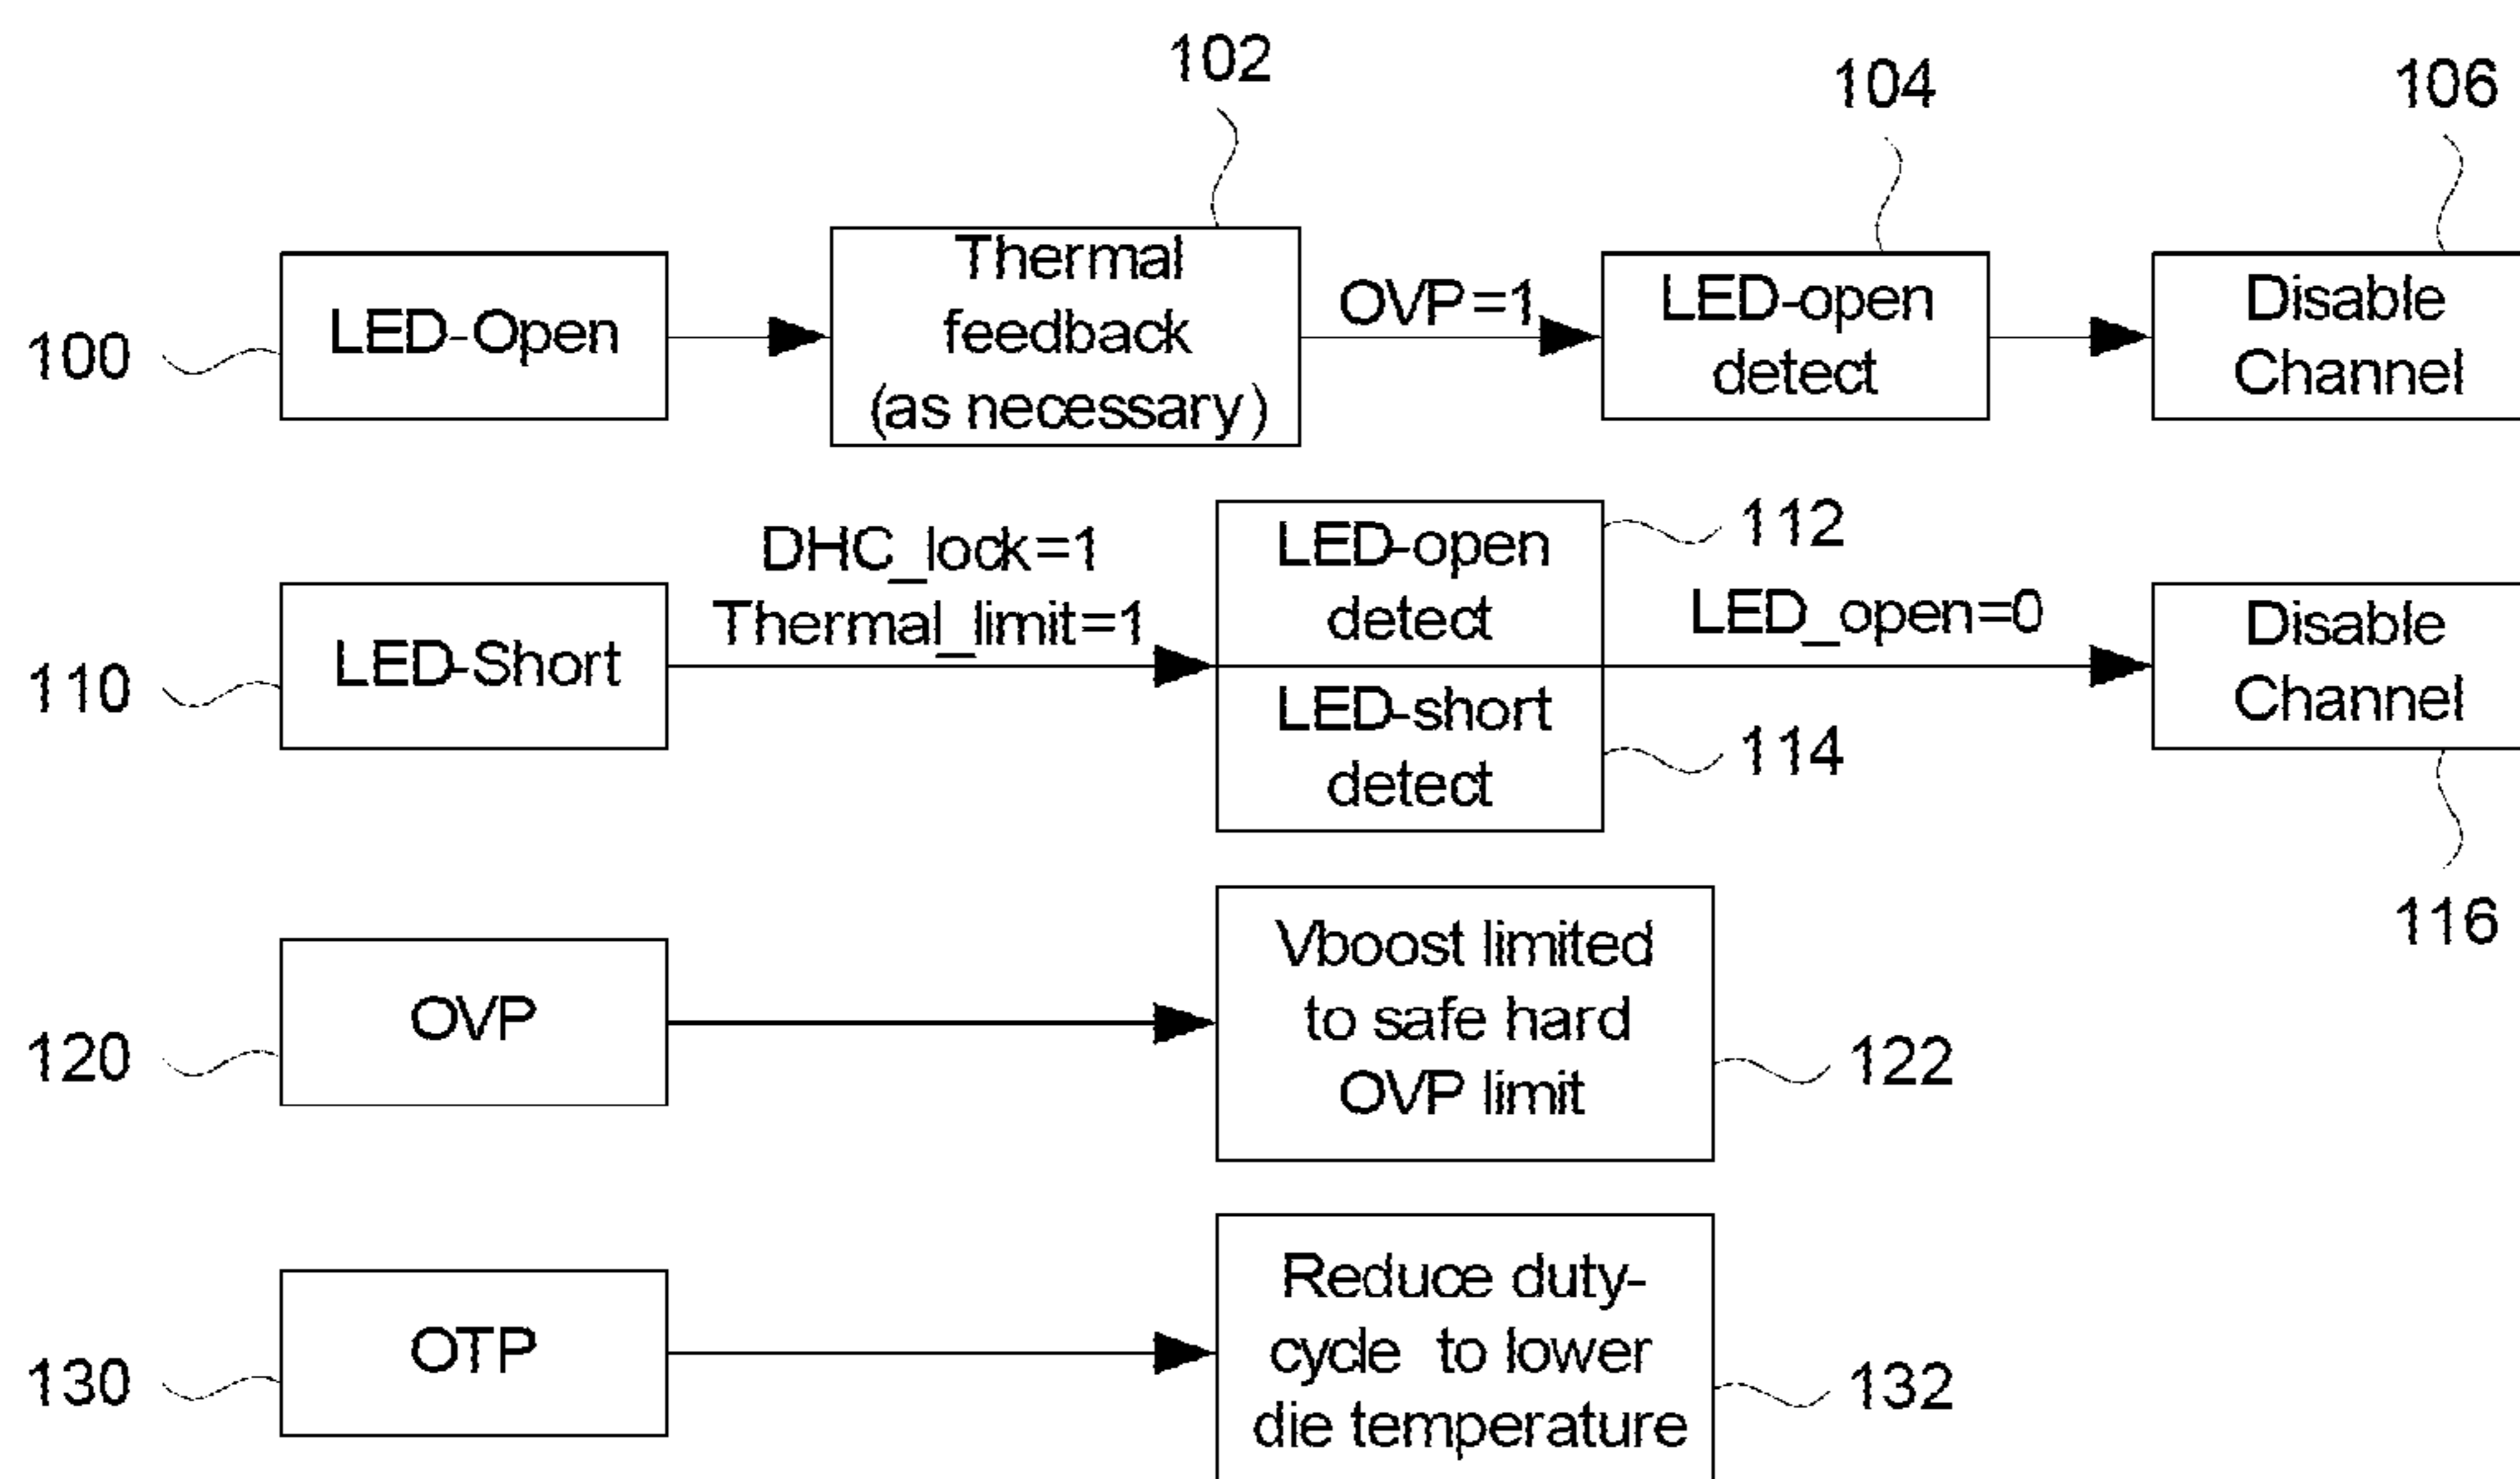 102
104
106
100
LED-Open
Thermal
feedback
(as necessary)
OVP=1
LED-open
detect
Disable
Channel
110
LED-Short
DHC_lock=1
Thermal_limit=1
LED-open
detect
112
LED-short
detect
114
LED_open=0
Disable
Channel
116
120
OVP
Vboost limited
to safe hard
OVP limit
122
130
OTP
Reduce duty-
cycle to lower
die temperature
132